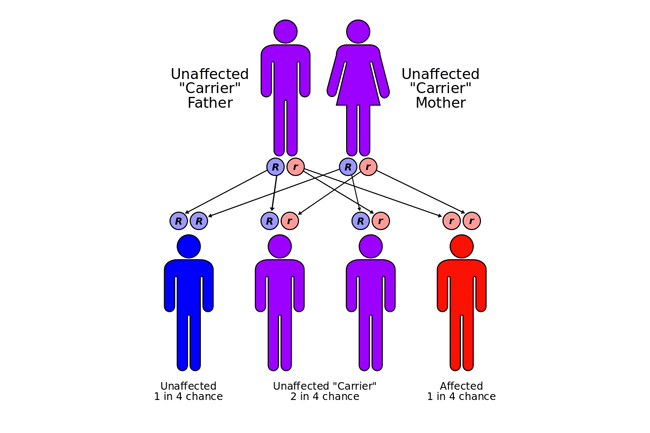 Unaffected
"Carrier"
Father
Unaffected
"Carrier"
Mother
R r R r
R R R r R r r r
Unaffected
1 in 4 chance
Unaffected "Carrier"
2 in 4 chance
Affected
1 in 4 chance